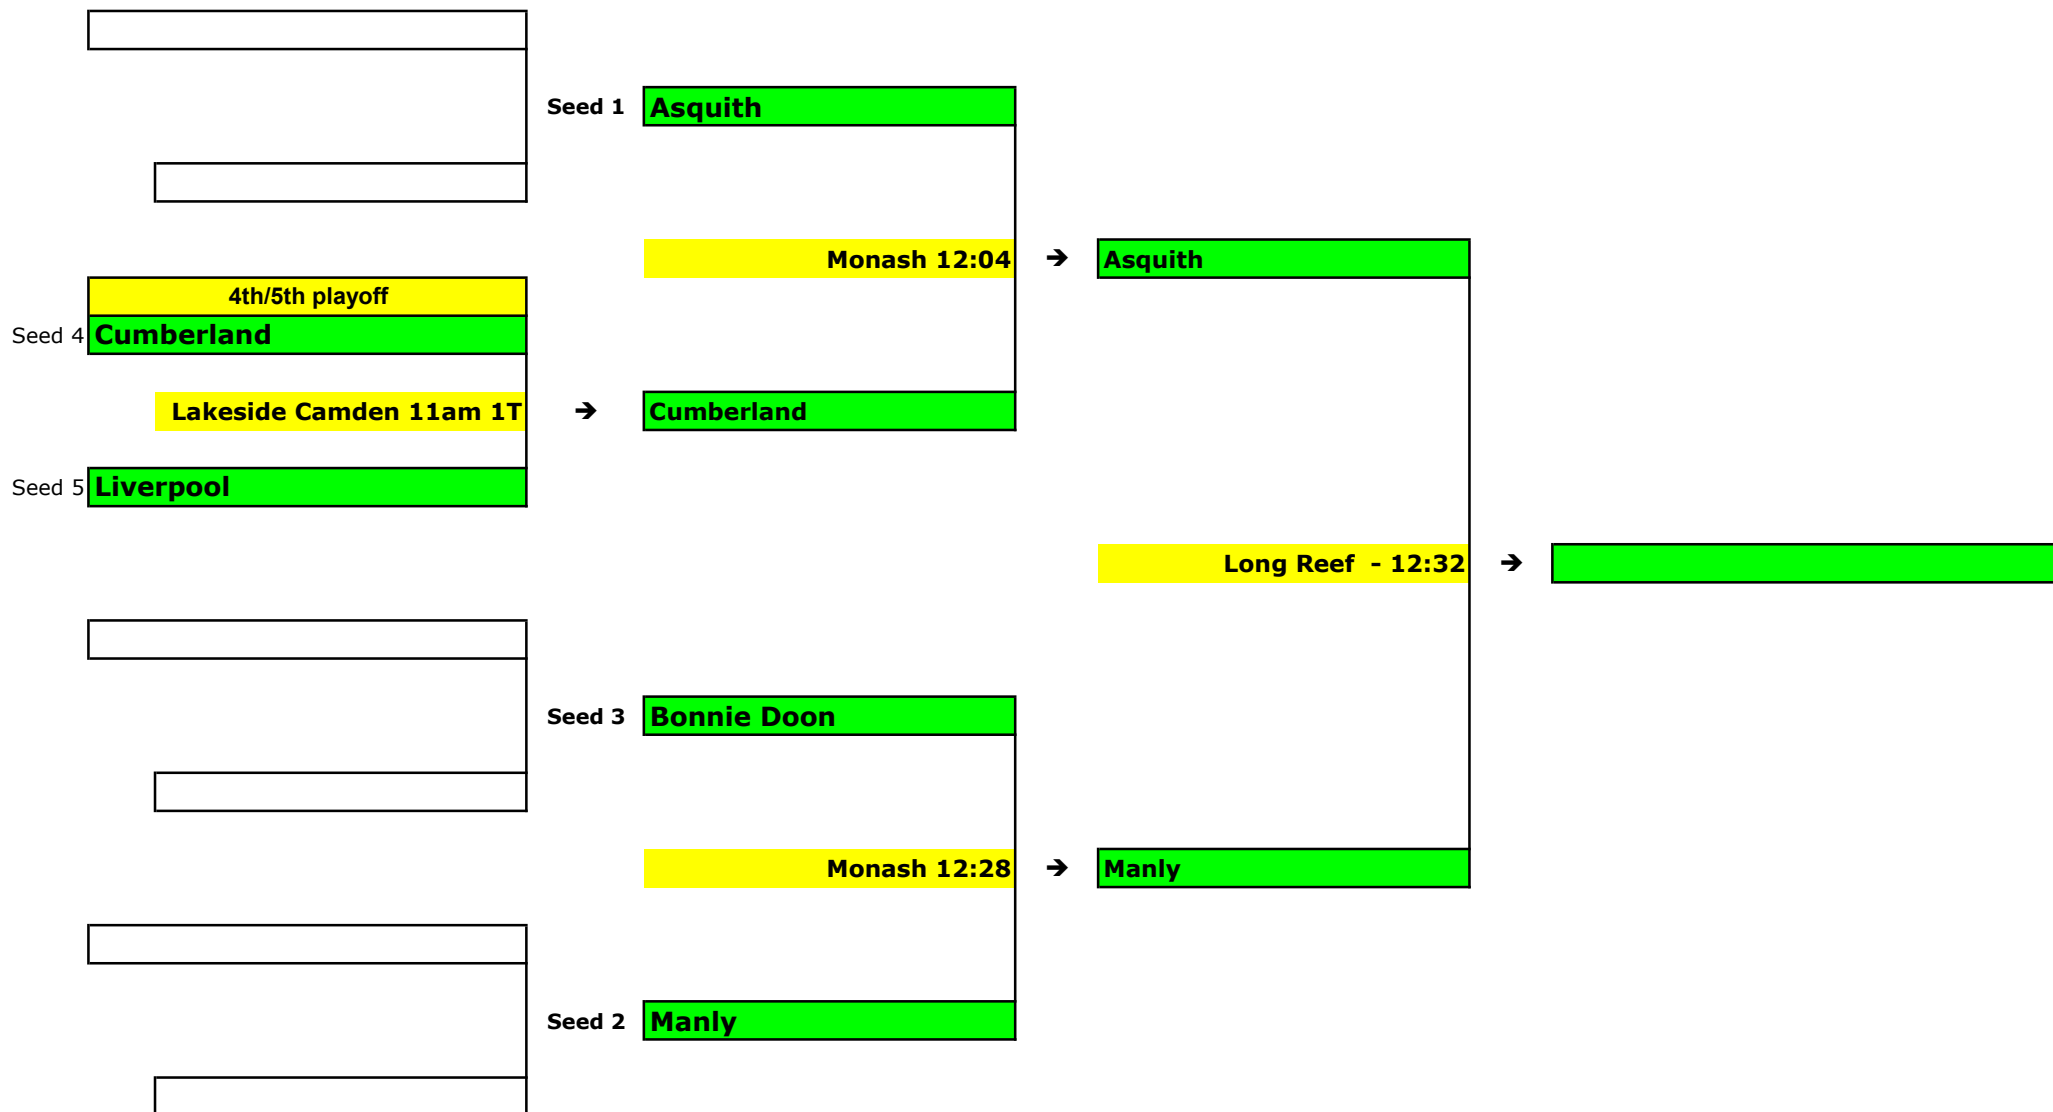 Seed 1 Asquith
Monash 12:04 ➔ Asquith
4th/5th playoff
Seed 4 Cumberland
Lakeside Camden 11am 1T ➔ Cumberland
Seed 5 Liverpool
Long Reef - 12:32 ➔
Seed 3 Bonnie Doon
Monash 12:28 ➔ Manly
Seed 2 Manly